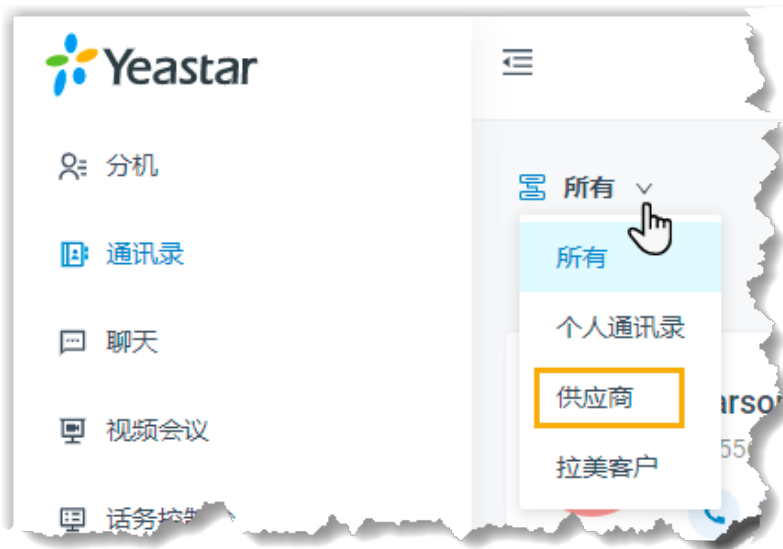 Yeastar
分机
通讯录
聊天
视频会议
所有
所有
个人通讯录
供应商
拉美客户